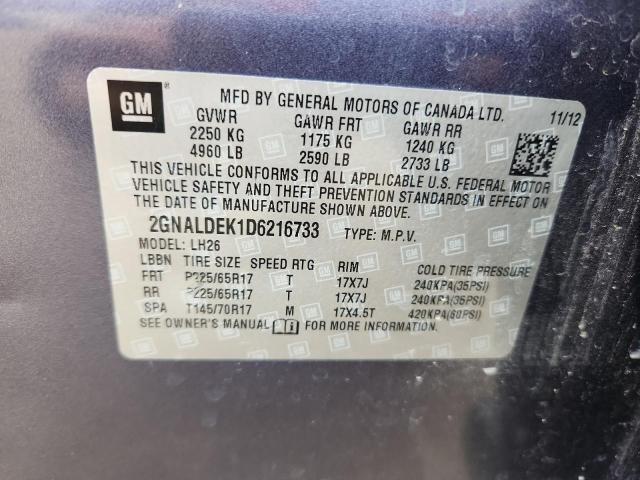 GM ®
MFD BY GENERAL MOTORS OF CANADA LTD. 11/12
GVWR GAWR FRT GAWR RR
2250 KG 1175 KG 1240 KG
4960 LB 2590 LB 2733 LB
THIS VEHICLE CONFORMS TO ALL APPLICABLE U.S. FEDERAL MOTOR
VEHICLE SAFETY AND THEFT PREVENTION STANDARDS IN EFFECT ON
THE DATE OF MANUFACTURE SHOWN ABOVE.
2GNALDEK1D6216733 TYPE: M.P.V.
MODEL: LH26
LBBN TIRE SIZE SPEED RTG RIM COLD TIRE PRESSURE
FRT P225/65R17 T 17X7J 240KPA(35PSI)
RR P225/65R17 T 17X7J 240KPA(35PSI)
SPA T145/70R17 M 17X4.5T 420KPA(60PSI)
SEE OWNER'S MANUAL FOR MORE INFORMATION